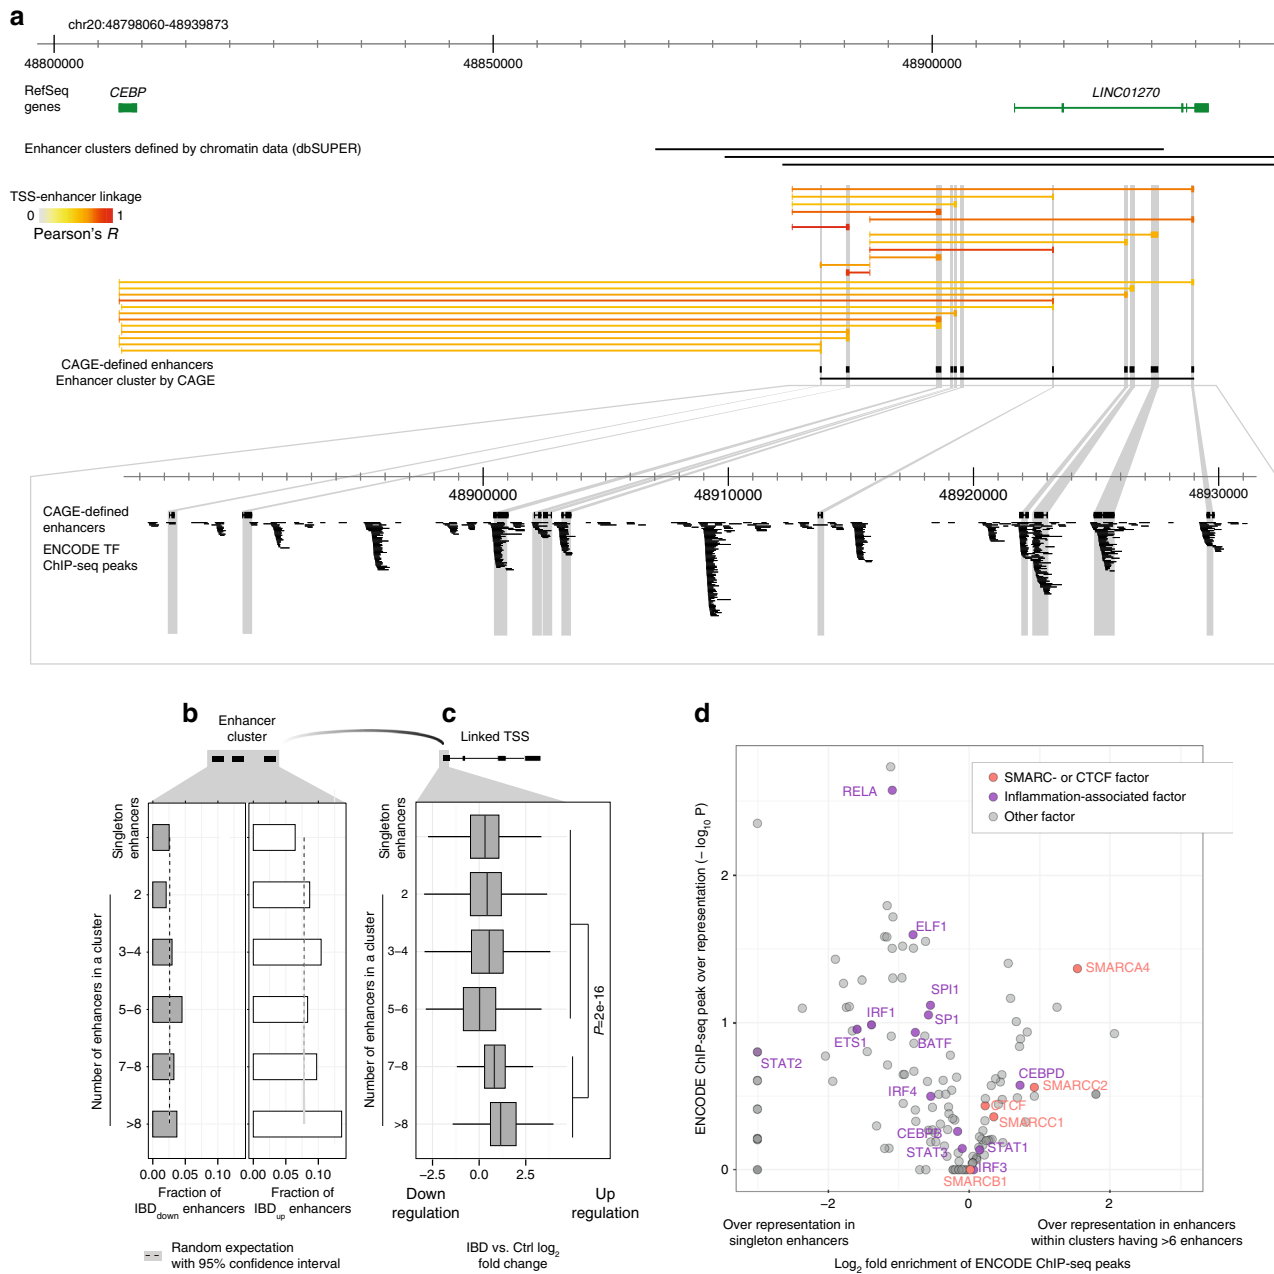 a
chr20:48798060-48939873
48800000
48850000
48900000
RefSeq
genes
CEBP
LINC01270
Enhancer clusters defined by chromatin data (dbSUPER)
TSS-enhancer linkage
0 1
Pearson's R
CAGE-defined enhancers
Enhancer cluster by CAGE
48900000
48910000
48920000
48930000
CAGE-defined
enhancers
ENCODE TF
ChIP-seq peaks
b
Enhancer
cluster
Singleton
enhancers
2
3–4
5–6
7–8
>8
Number of enhancers in a cluster
0.00 0.05 0.10
Fraction of
IBDdown enhancers
0.00 0.05 0.10
Fraction of
IBDup enhancers
Random expectation
with 95% confidence interval
c
Linked TSS
Singleton
enhancers
2
3–4
5–6
7–8
>8
Number of enhancers in a cluster
P=2e-16
−2.5 0.0 2.5
Down
regulation
Up
regulation
IBD vs. Ctrl log2
fold change
d
ENCODE ChIP-seq peak over representation (− log10 P)
2
1
0
SMARC- or CTCF factor
Inflammation-associated factor
Other factor
RELA
ELF1
SMARCA4
SPI1
SP1
IRF1
ETS1
BATF
STAT2
CEBPD
SMARCC2
IRF4
CTCF
SMARCC1
CEBPB
STAT3
STAT1
IRF3
SMARCB1
−2
0
2
Over representation in
singleton enhancers
Over representation in enhancers
within clusters having >6 enhancers
Log2 fold enrichment of ENCODE ChIP-seq peaks